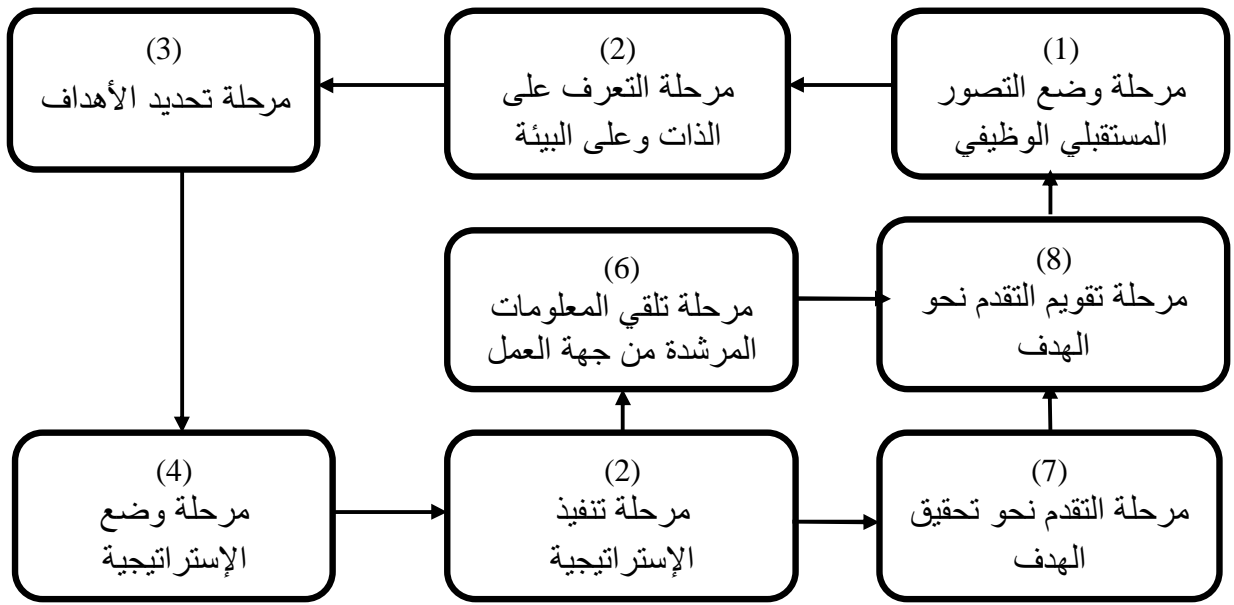 (1)
مرحلة وضع التصور
المستقبلي الوظيفي
(2)
مرحلة التعرف على
الذات وعلى البيئة
(3)
مرحلة تحديد الأهداف
(4)
مرحلة وضع
الإستراتيجية
(2)
مرحلة تنفيذ
الإستراتيجية
(6)
مرحلة تلقي المعلومات
المرشدة من جهة العمل
(7)
مرحلة التقدم نحو تحقيق
الهدف
(8)
مرحلة تقويم التقدم نحو
الهدف